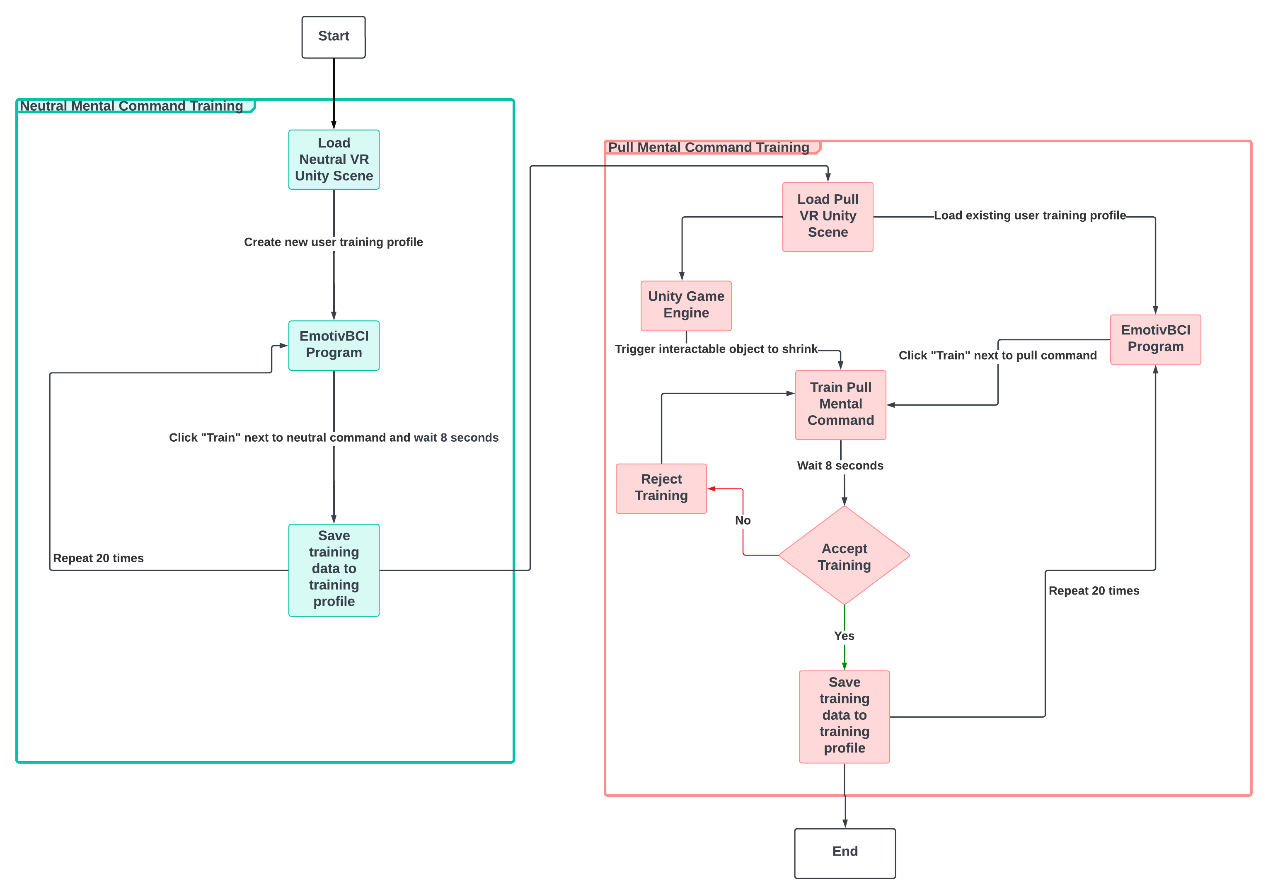 Start
Neutral Mental Command Training
Load
Neutral VR
Unity Scene
Create new user training profile
EmotivBCI
Program
Click "Train" next to neutral command and wait 8 seconds
Save
training
data to
training
profile
Repeat 20 times
Pull Mental Command Training
Load Pull
VR Unity
Scene
Load existing user training profile
Unity Game
Engine
Trigger interactable object to shrink
EmotivBCI
Program
Click "Train" next to pull command
Train Pull
Mental
Command
Wait 8 seconds
Reject
Training
No
Accept
Training
Yes
Repeat 20 times
Save
training
data to
training
profile
End